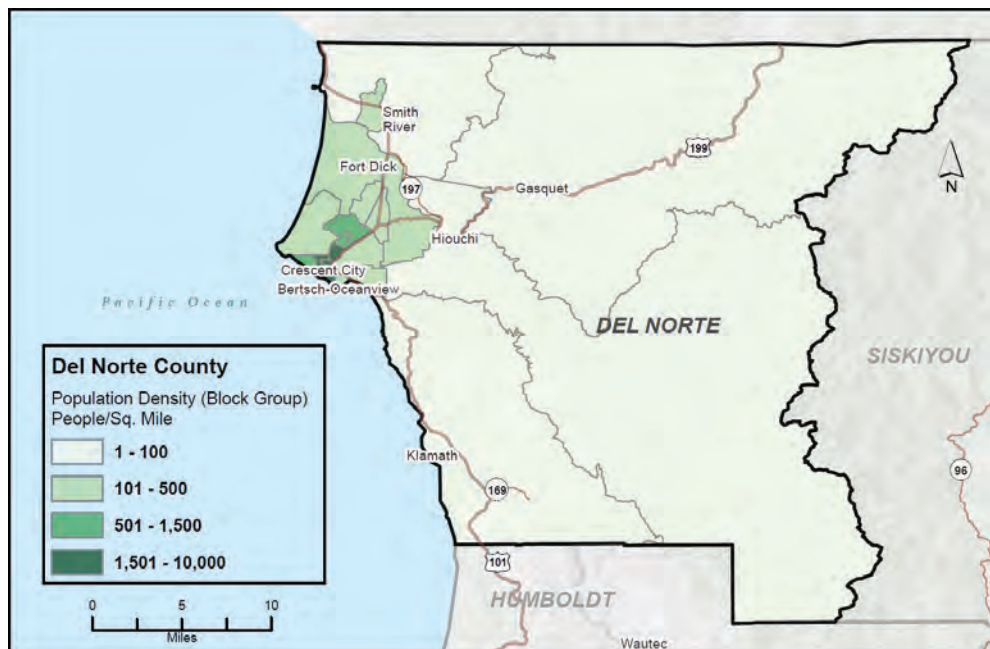 Smith
River
Fort Dick
199
197
Gasquet
N
Hiouchi
Crescent City
Bertsch-Oceanview
Pacific Ocean
DEL NORTE
SISKIYOU
Del Norte County
Population Density (Block Group)
People/Sq. Mile
1 - 100
101 - 500
501 - 1,500
1,501 - 10,000
Klamath
96
169
101
HUMBOLDT
0 5 10
Miles
Wautec